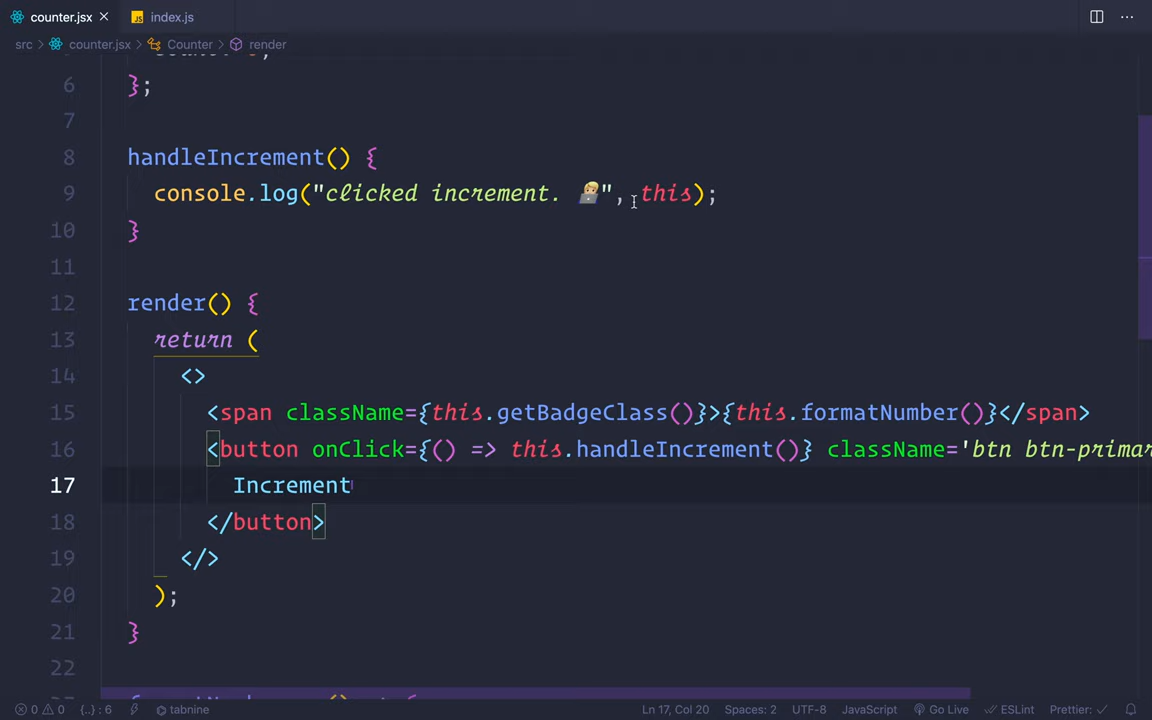 counter.jsx index.js
src counter.jsx Counter render
6 };
7
8 handleIncrement() {
9 console.log("clicked increment. 🧑🏼‍💻", this);
10 }
11
12 render() {
13 return (
14 <>
15 <span className={this.getBadgeClass()}>{this.formatNumber()}</span>
16 <button onClick={() => this.handleIncrement()} className='btn btn-primar
17 Increment
18 </button>
19 </>
20 );
21 }
22
0 0 {..} : 6 tabnine Ln 17, Col 20 Spaces: 2 UTF-8 JavaScript Go Live ESLint Prettier: